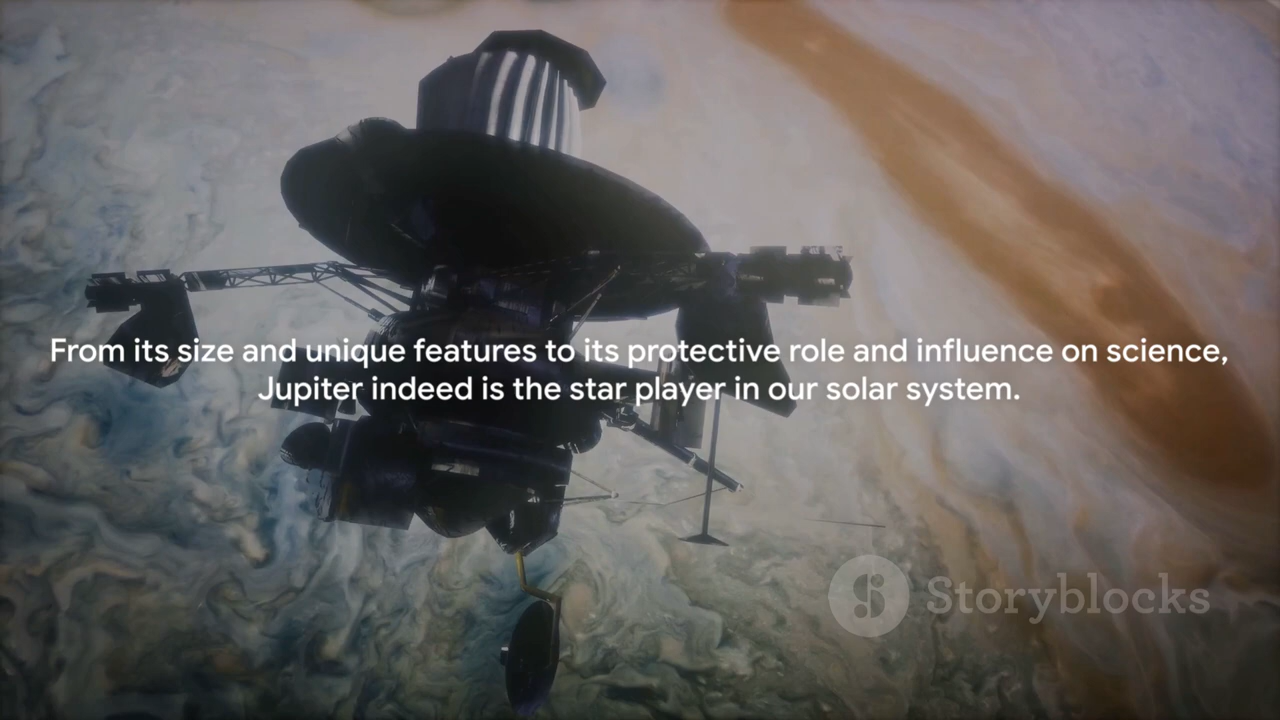 From its size and unique features to its protective role and influence on science,
Jupiter indeed is the star player in our solar system.
Storyblocks